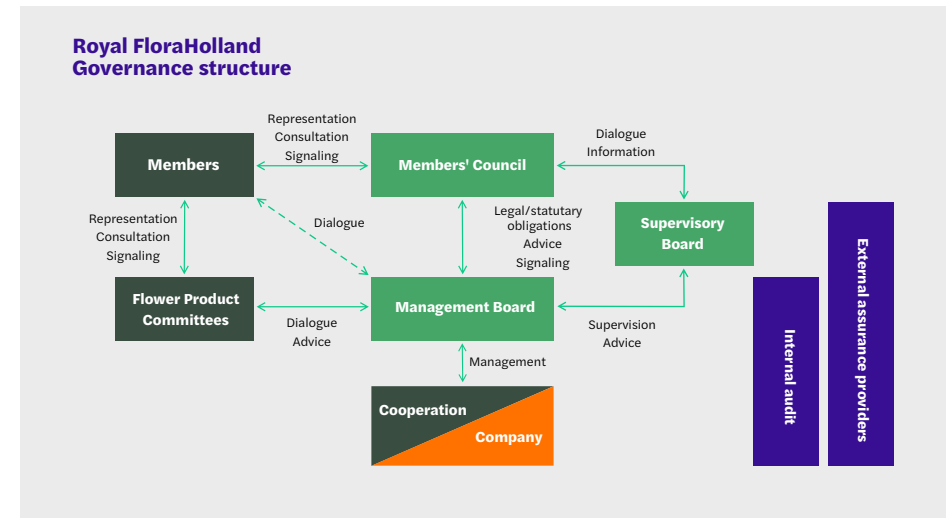 Royal FloraHolland
Governance structure
Representation
Consultation
Signaling
Dialogue
Information
Members
Members' Council
Representation
Consultation
Signaling
Dialogue
Legal/statutary
obligations
Advice
Signaling
Supervisory
Board
Flower Product
Committees
Management Board
Dialogue
Advice
Supervision
Advice
Management
Cooperation
Company
Internal audit
External assurance providers